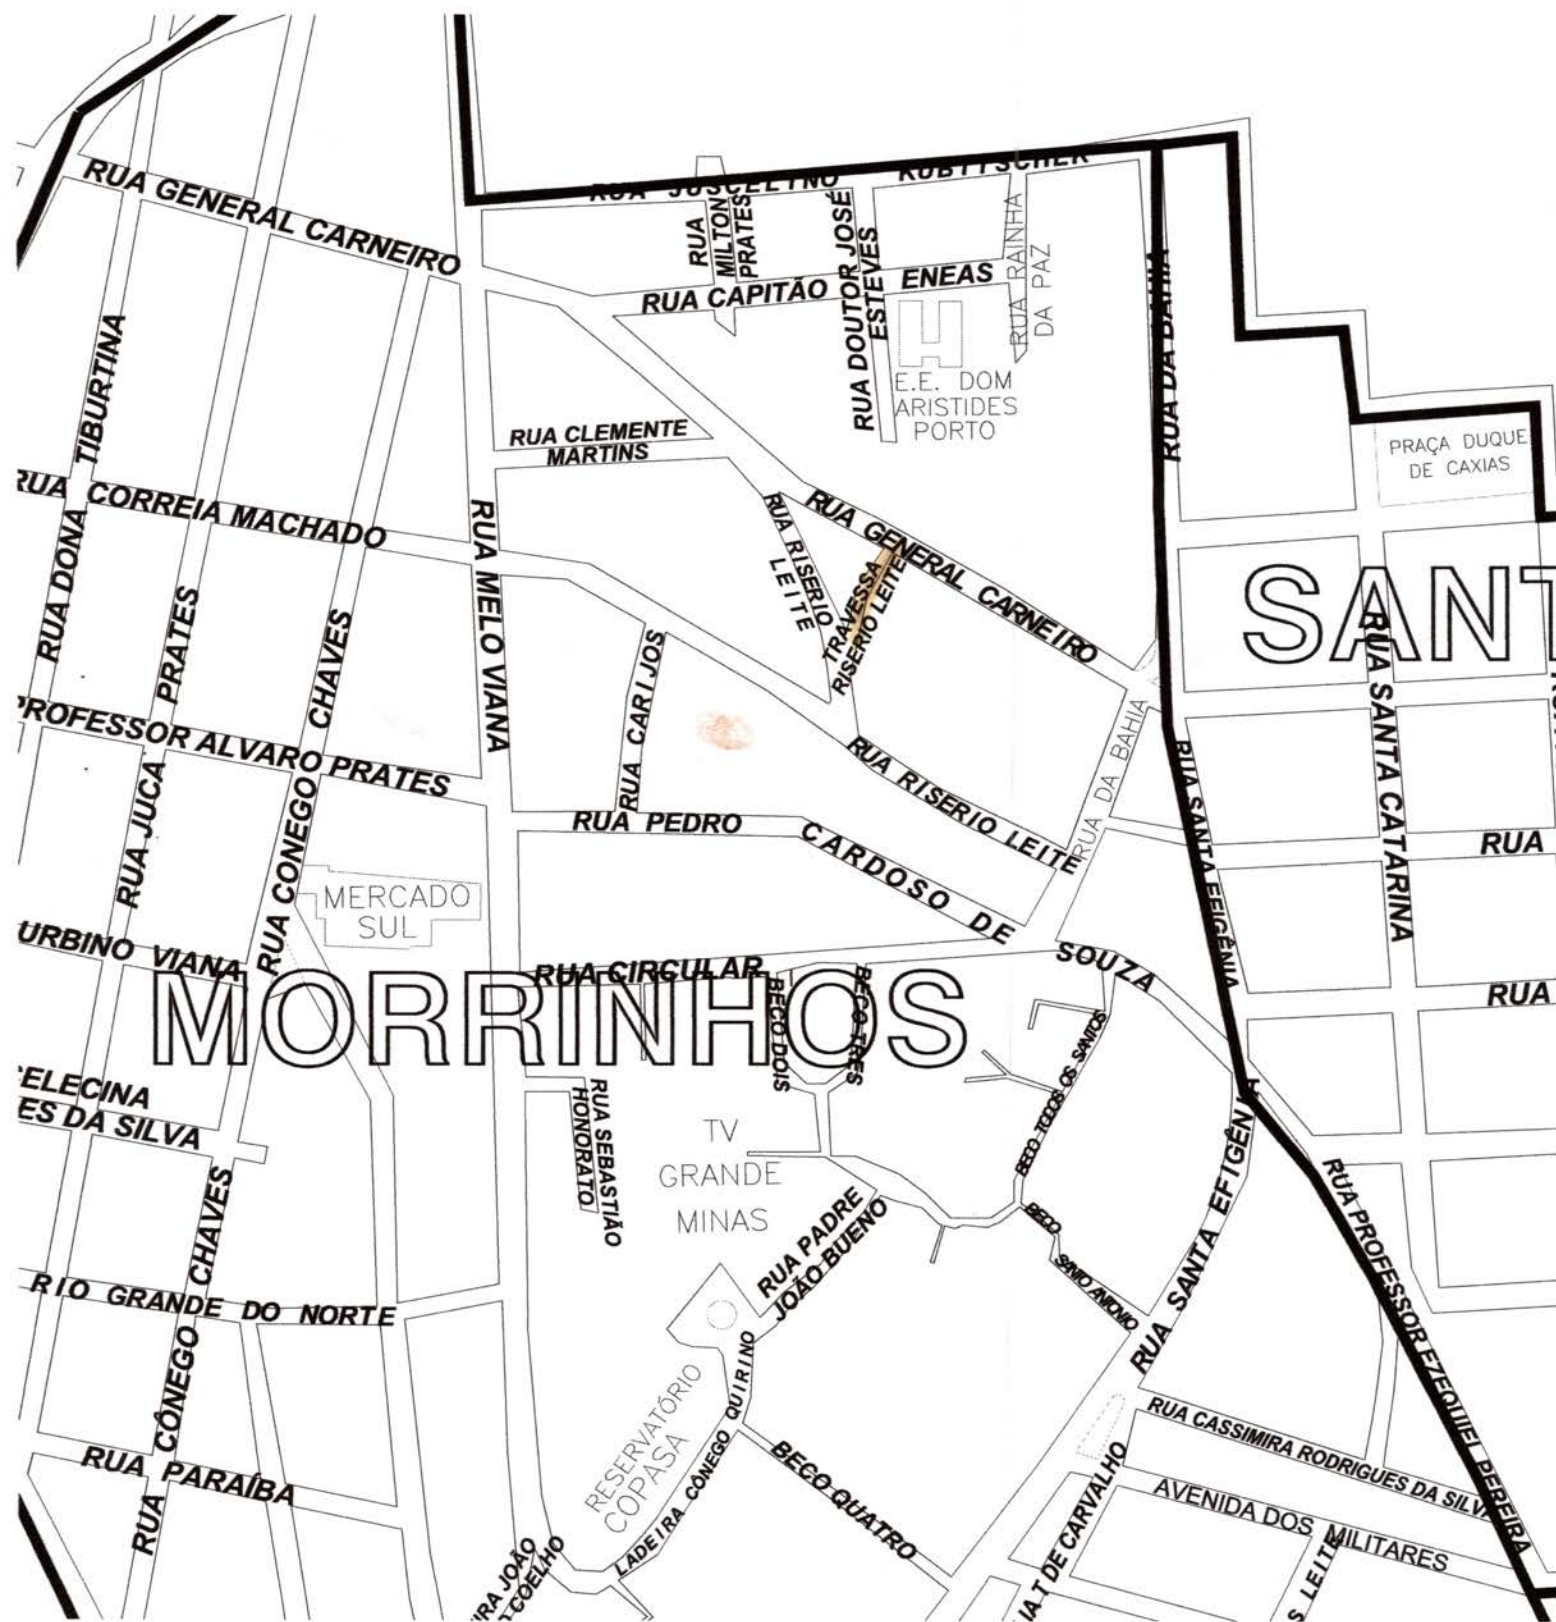 RUA JUSCELINO KUBITSCHEK
RUA GENERAL CARNEIRO
RUA
MILTON
PRATES
RUA DOUTOR JOSÉ
ESTEVES
RUA RAINHA
DA PAZ
RUA CAPITÃO ENEAS
RUA DA BAHIA
E.E. DOM
ARISTIDES
PORTO
RUA CLEMENTE
MARTINS
PRAÇA DUQUE
DE CAXIAS
RUA DONA TIBURTINA
RUA CORREIA MACHADO
RUA MELO VIANA
RUA RISERIO
LEITE
RUA GENERAL CARNEIRO
TRAVESSA
RISERIO LEITE
SANT
RUA JUCA PRATES
RUA CONEGO CHAVES
RUA CARIJOS
RUA SANTA CATARINA
PROFESSOR ALVARO PRATES
RUA DA BAHIA
RUA RISERIO LEITE
RUA SANTA EFIGÊNIA
RUA PEDRO CARDOSO DE SOUZA
RUA
MERCADO
SUL
URBINO VIANA
RUA CIRCULAR
MORRINHOS
BECO DOIS
BECO TRES
RUA
BECO TODOS OS SANTOS
ELECINA
ES DA SILVA
RUA SEBASTIÃO
HONORATO
TV
GRANDE
MINAS
RUA PADRE
JOÃO BUENO
BECO SANTO ANTONIO
RUA SANTA EFIGÊNIA
RUA PROFESSOR EZEQUIEL PEREIRA
RIO GRANDE DO NORTE
RUA CÔNEGO CHAVES
RESERVATÓRIO
COPASA
LADEIRA CÔNEGO QUIRINO
RUA CASSIMIRA RODRIGUES DA SILVA
RUA PARAÍBA
BECO QUATRO
AVENIDA DOS MILITARES
IRA JOÃO
COELHO
IA T DE CARVALHO
S LEITE